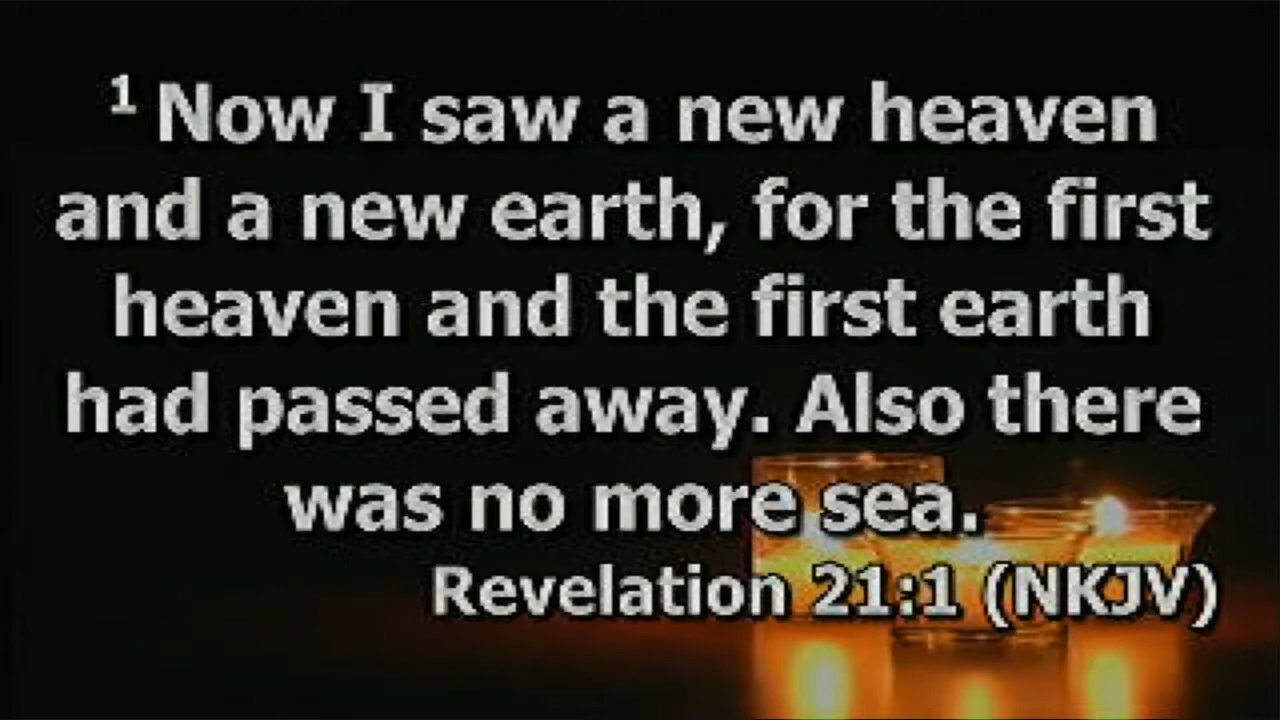 1 Now I saw a new heaven
and a new earth, for the first
heaven and the first earth
had passed away. Also there
was no more sea.
Revelation 21:1 (NKJV)